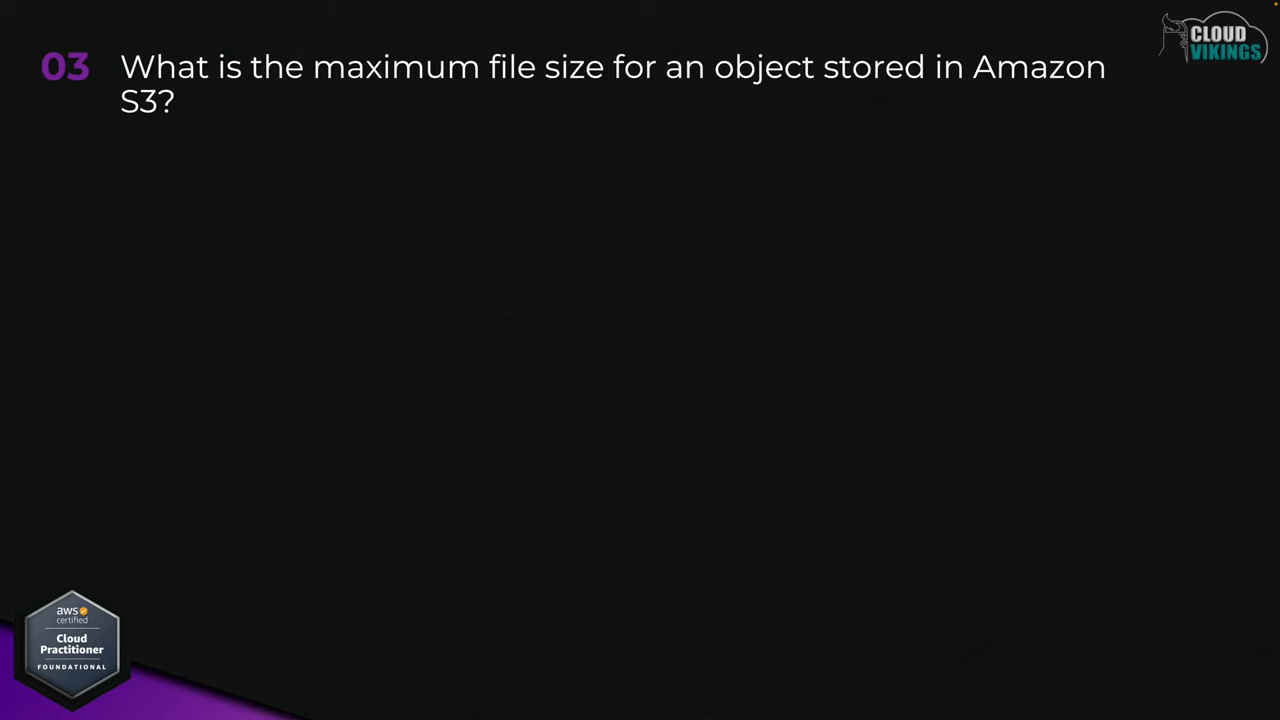 03 What is the maximum file size for an object stored in Amazon
S3?
CLOUD
VIKINGS
aws
certified
Cloud
Practitioner
FOUNDATIONAL